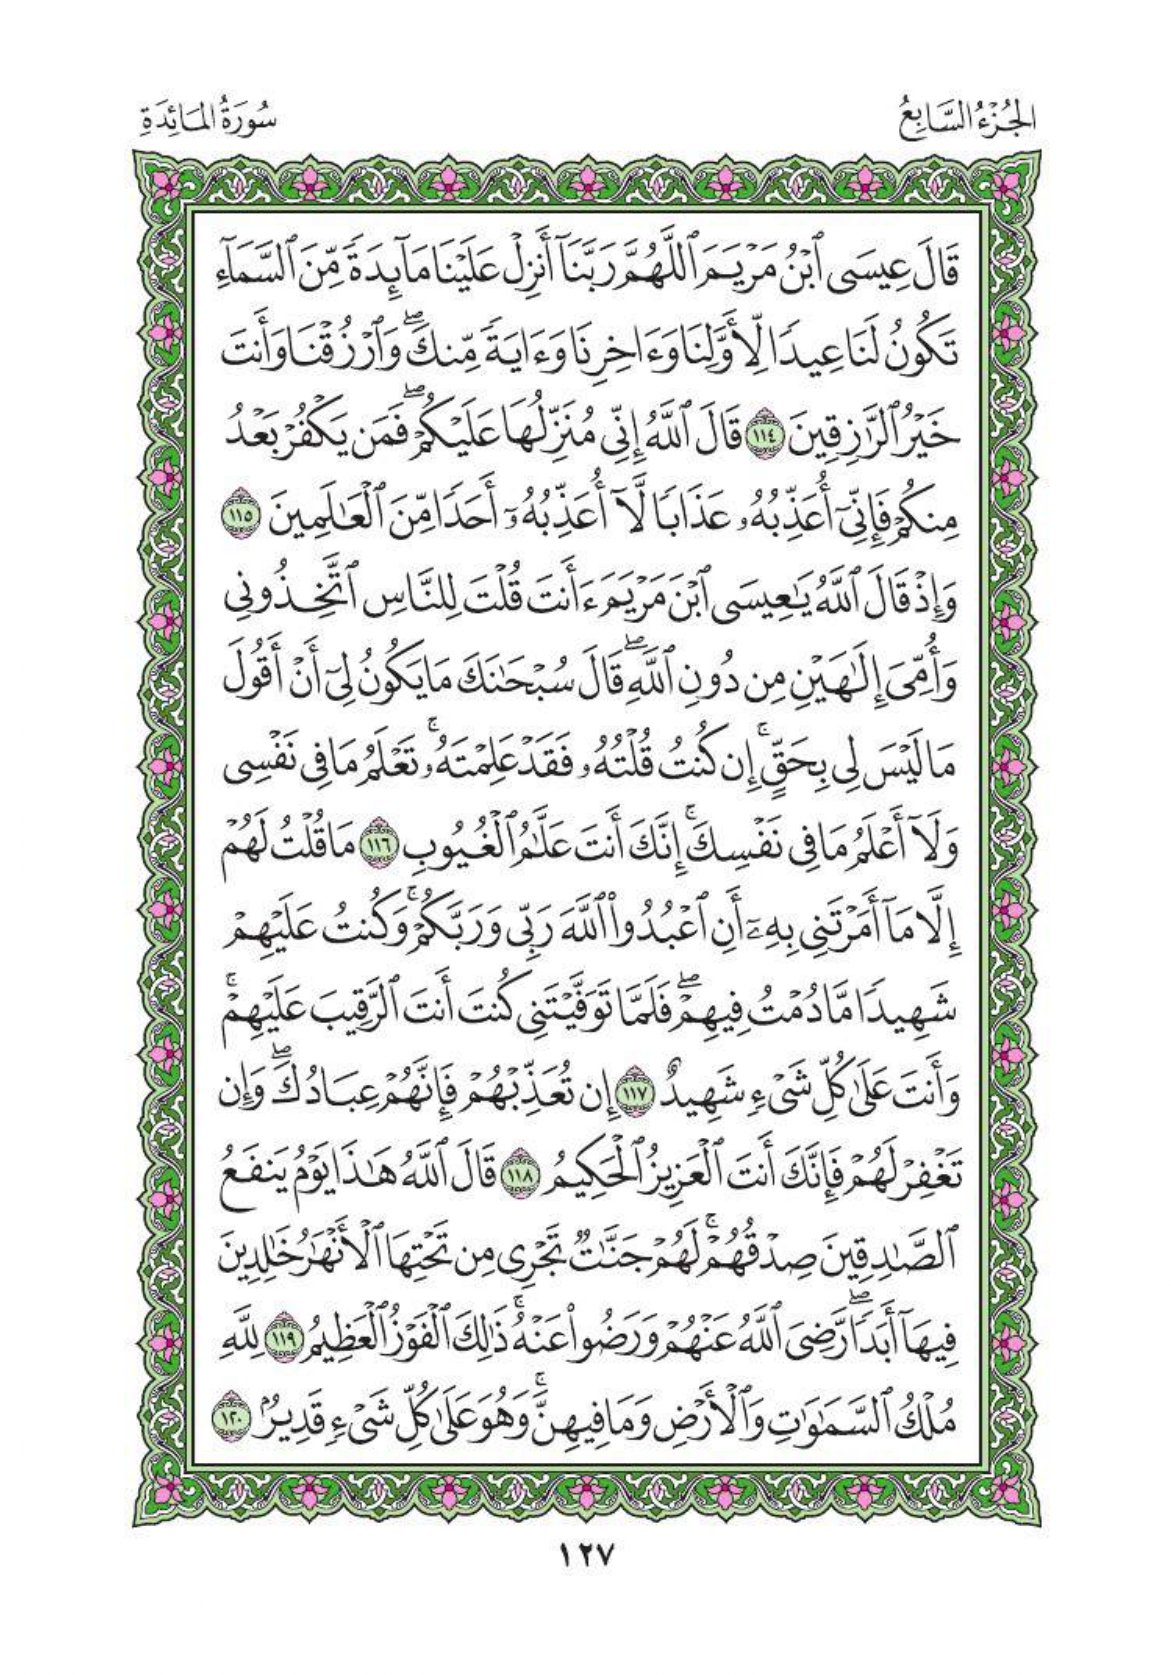 الجُزْءُ السَّابِعُ
سُورَةُ المَائِدَةِ
قَالَ عِيسَى ٱبْنُ مَرْيَمَ ٱللَّهُمَّ رَبَّنَآ أَنزِلْ عَلَيْنَا مَآئِدَةً مِّنَ ٱلسَّمَآءِ
تَكُونُ لَنَا عِيدًا لِّأَوَّلِنَا وَءَاخِرِنَا وَءَايَةً مِّنكَۖ وَٱرْزُقْنَا وَأَنتَ
خَيْرُ ٱلرَّٰزِقِينَ ١١٤ قَالَ ٱللَّهُ إِنِّي مُنَزِّلُهَا عَلَيْكُمْۖ فَمَن يَكْفُرْ بَعْدُ
مِنكُمْ فَإِنِّيٓ أُعَذِّبُهُۥ عَذَابًا لَّآ أُعَذِّبُهُۥٓ أَحَدًا مِّنَ ٱلْعَٰلَمِينَ ١١٥
وَإِذْ قَالَ ٱللَّهُ يَٰعِيسَى ٱبْنَ مَرْيَمَ ءَأَنتَ قُلْتَ لِلنَّاسِ ٱتَّخِذُونِي
وَأُمِّيَ إِلَٰهَيْنِ مِن دُونِ ٱللَّهِۖ قَالَ سُبْحَٰنَكَ مَا يَكُونُ لِيٓ أَنْ أَقُولَ
مَا لَيْسَ لِي بِحَقٍّۚ إِن كُنتُ قُلْتُهُۥ فَقَدْ عَلِمْتَهُۥۚ تَعْلَمُ مَا فِي نَفْسِي
وَلَآ أَعْلَمُ مَا فِي نَفْسِكَۚ إِنَّكَ أَنتَ عَلَّٰمُ ٱلْغُيُوبِ ١١٦ مَا قُلْتُ لَهُمْ
إِلَّا مَآ أَمَرْتَنِي بِهِۦٓ أَنِ ٱعْبُدُوا۟ ٱللَّهَ رَبِّي وَرَبَّكُمْۚ وَكُنتُ عَلَيْهِمْ
شَهِيدًا مَّا دُمْتُ فِيهِمْۖ فَلَمَّا تَوَفَّيْتَنِي كُنتَ أَنتَ ٱلرَّقِيبَ عَلَيْهِمْۚ
وَأَنتَ عَلَىٰ كُلِّ شَيْءٍ شَهِيدٌ ١١٧ إِن تُعَذِّبْهُمْ فَإِنَّهُمْ عِبَادُكَۖ وَإِن
تَغْفِرْ لَهُمْ فَإِنَّكَ أَنتَ ٱلْعَزِيزُ ٱلْحَكِيمُ ١١٨ قَالَ ٱللَّهُ هَٰذَا يَوْمُ يَنفَعُ
ٱلصَّٰدِقِينَ صِدْقُهُمْۚ لَهُمْ جَنَّٰتٌ تَجْرِي مِن تَحْتِهَا ٱلْأَنْهَٰرُ خَٰلِدِينَ
فِيهَآ أَبَدًاۖ رَّضِيَ ٱللَّهُ عَنْهُمْ وَرَضُوا۟ عَنْهُۚ ذَٰلِكَ ٱلْفَوْزُ ٱلْعَظِيمُ ١١٩ لِلَّهِ
مُلْكُ ٱلسَّمَٰوَٰتِ وَٱلْأَرْضِ وَمَا فِيهِنَّۚ وَهُوَ عَلَىٰ كُلِّ شَيْءٍ قَدِيرٌۢ ١٢٠
١٢٧